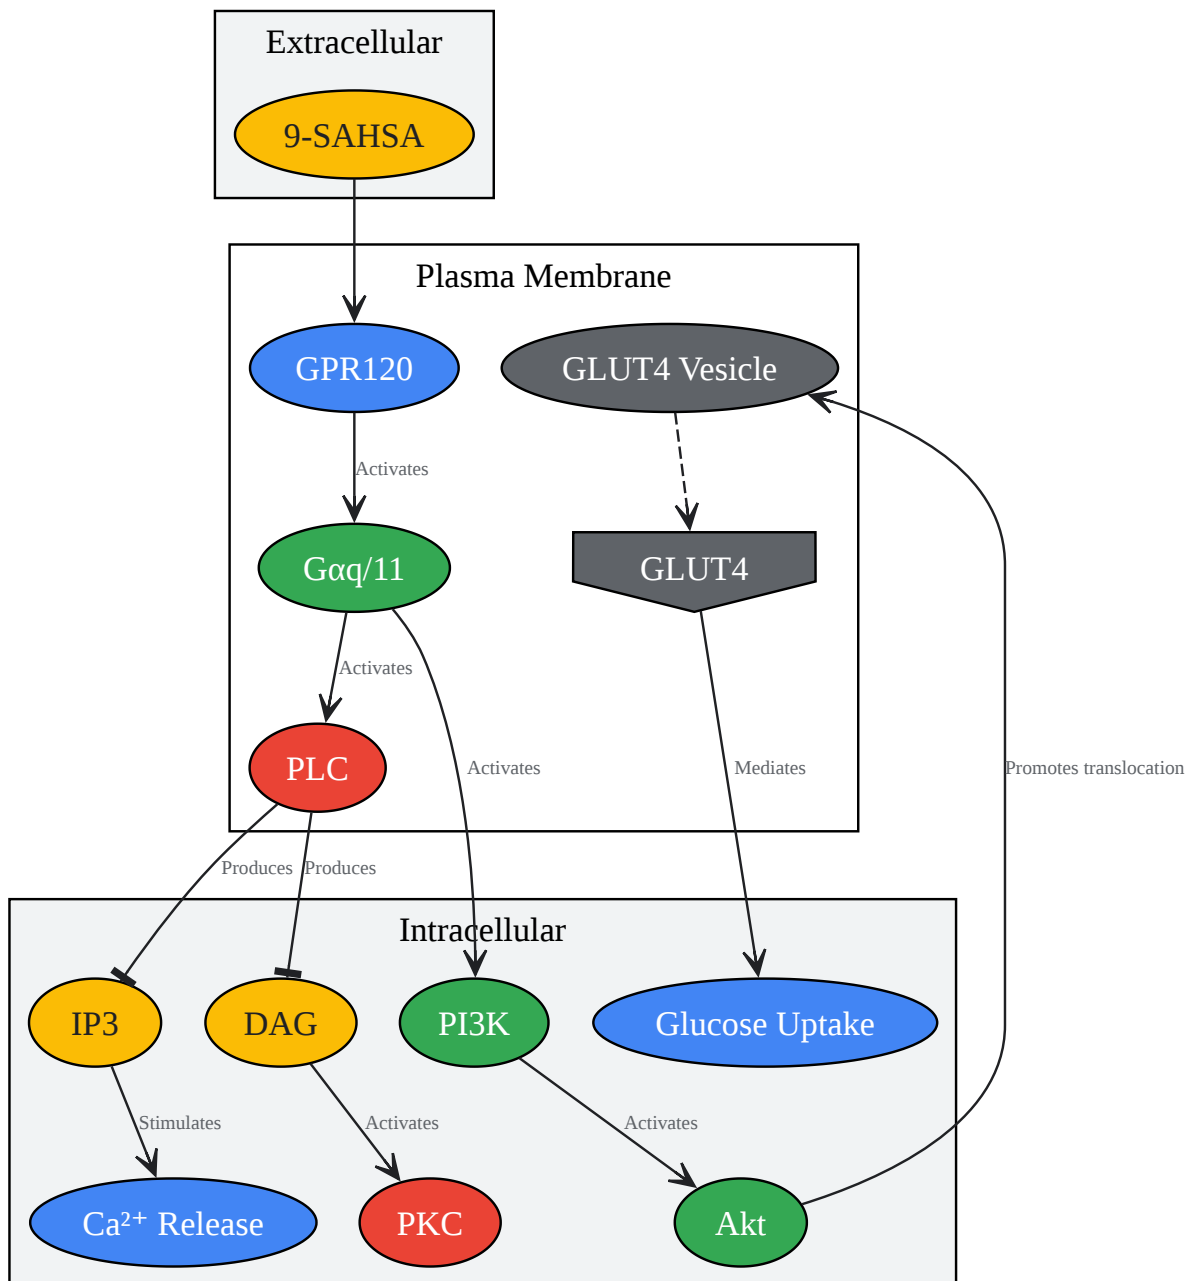 Extracellular
9-SAHSA
Plasma Membrane
GPR120
GLUT4 Vesicle
Activates
Gαq/11
GLUT4
Activates
PLC
Activates
Mediates
Promotes translocation
Produces
Produces
Intracellular
IP3
DAG
PI3K
Glucose Uptake
Stimulates
Activates
Activates
Ca²⁺ Release
PKC
Akt